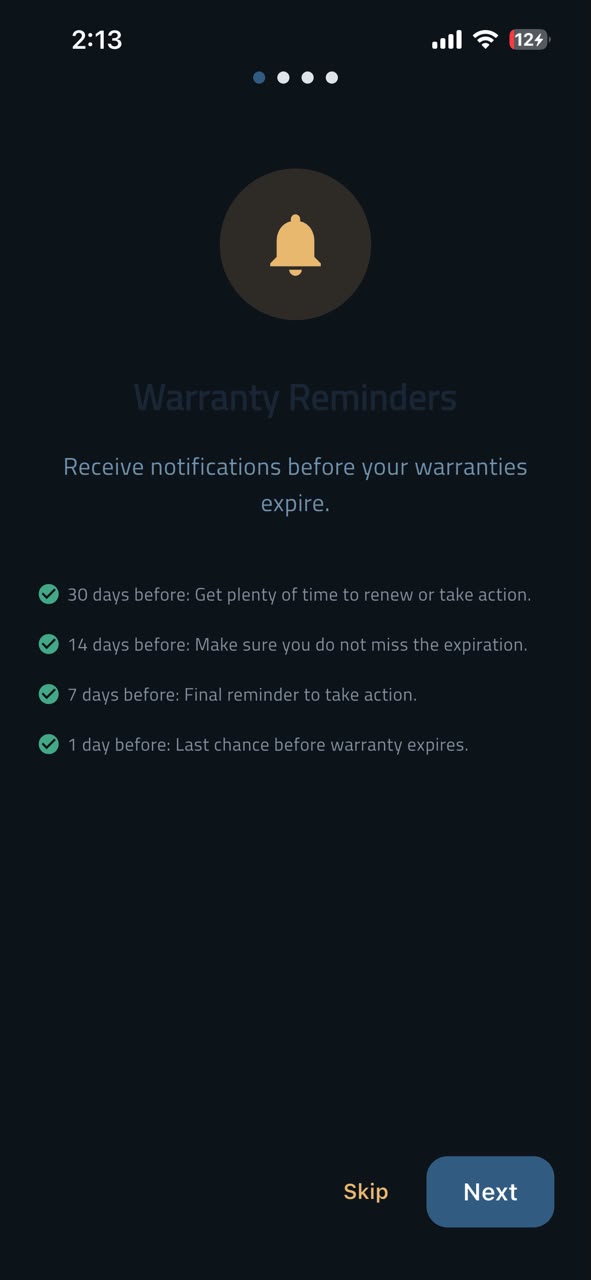 2:13
12
Warranty Reminders
Receive notifications before your warranties
expire.
30 days before: Get plenty of time to renew or take action.
14 days before: Make sure you do not miss the expiration.
7 days before: Final reminder to take action.
1 day before: Last chance before warranty expires.
Skip
Next